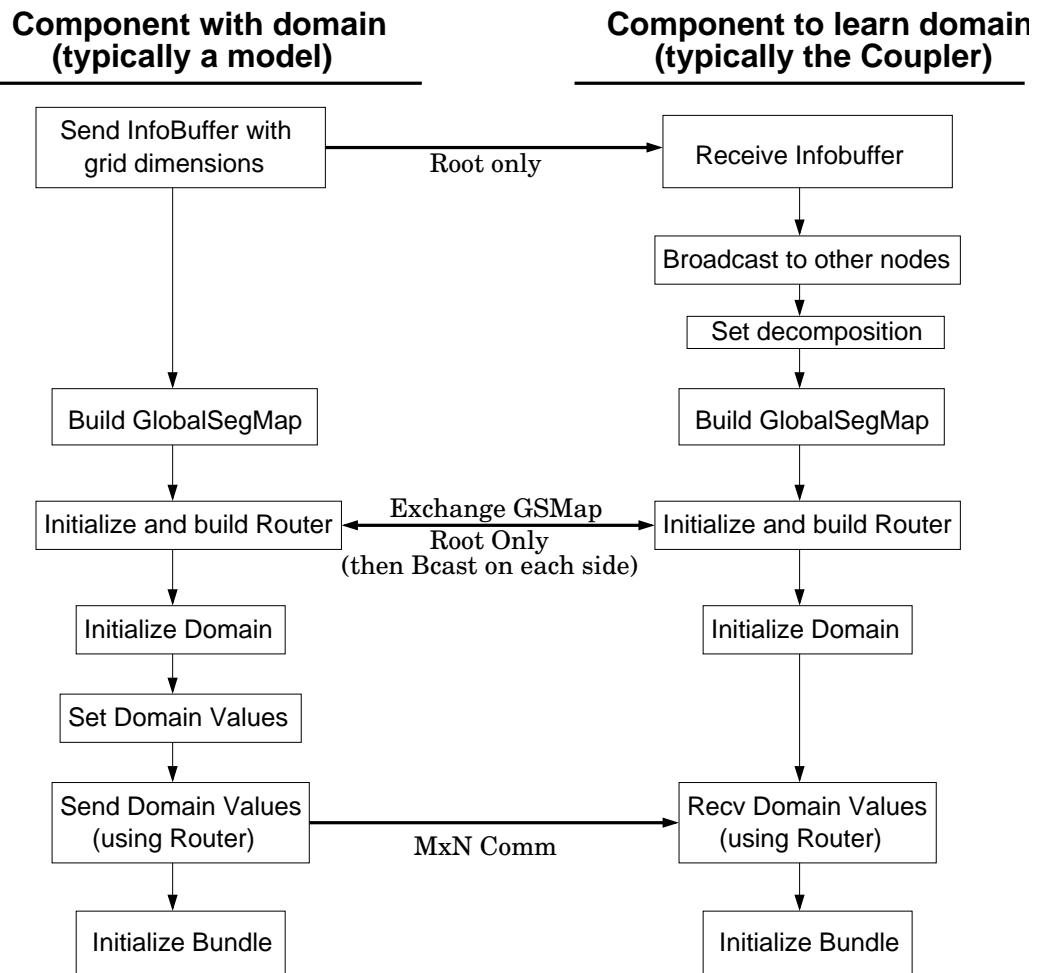 Component with domain
(typically a model)
Component to learn domain
(typically the Coupler)
Send InfoBuffer with
grid dimensions
Root only
Receive Infobuffer
Broadcast to other nodes
Set decomposition
Build GlobalSegMap
Build GlobalSegMap
Initialize and build Router
Exchange GSMap
Root Only
(then Bcast on each side)
Initialize and build Router
Initialize Domain
Initialize Domain
Set Domain Values
Send Domain Values
(using Router)
MxN Comm
Recv Domain Values
(using Router)
Initialize Bundle
Initialize Bundle